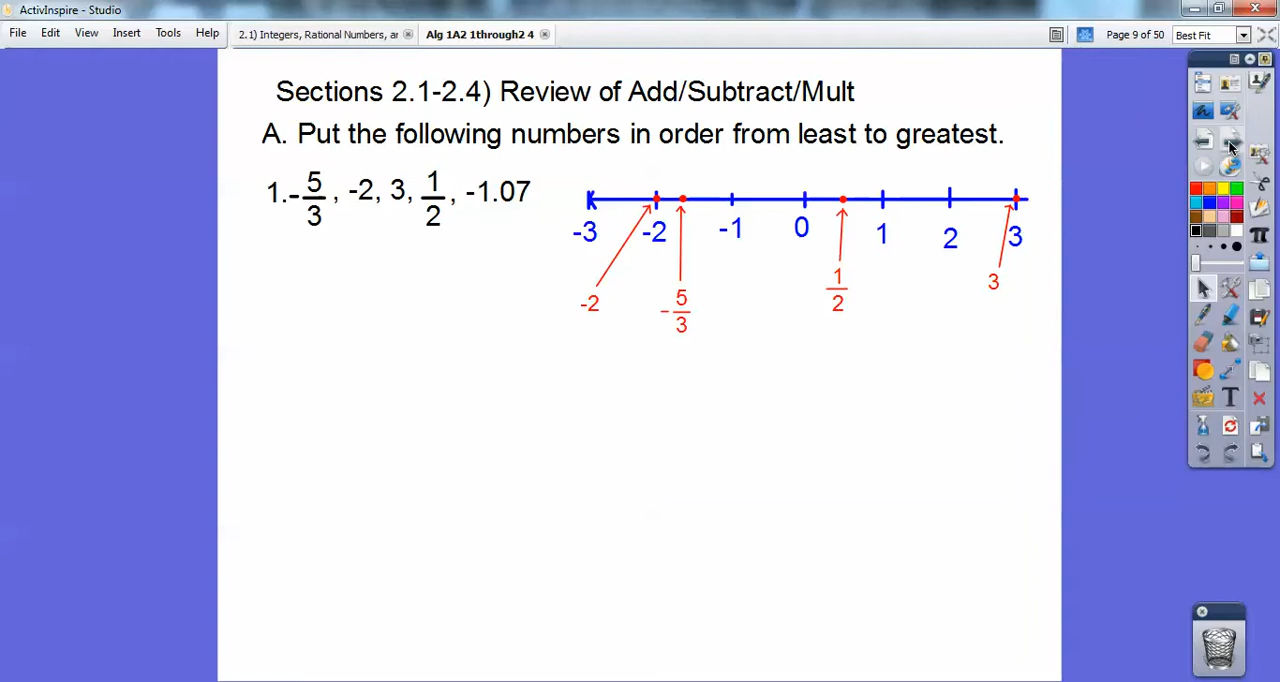 ActivInspire - Studio
File Edit View Insert Tools Help
2.1) Integers, Rational Numbers, ar
Alg 1A2 1through2 4
Page 9 of 50
Best Fit
Sections 2.1-2.4) Review of Add/Subtract/Mult
A. Put the following numbers in order from least to greatest.
1. -5/3, -2, 3, 1/2, -1.07
-3 -2 -1 0 1 2 3
-2 -5/3 1/2 3